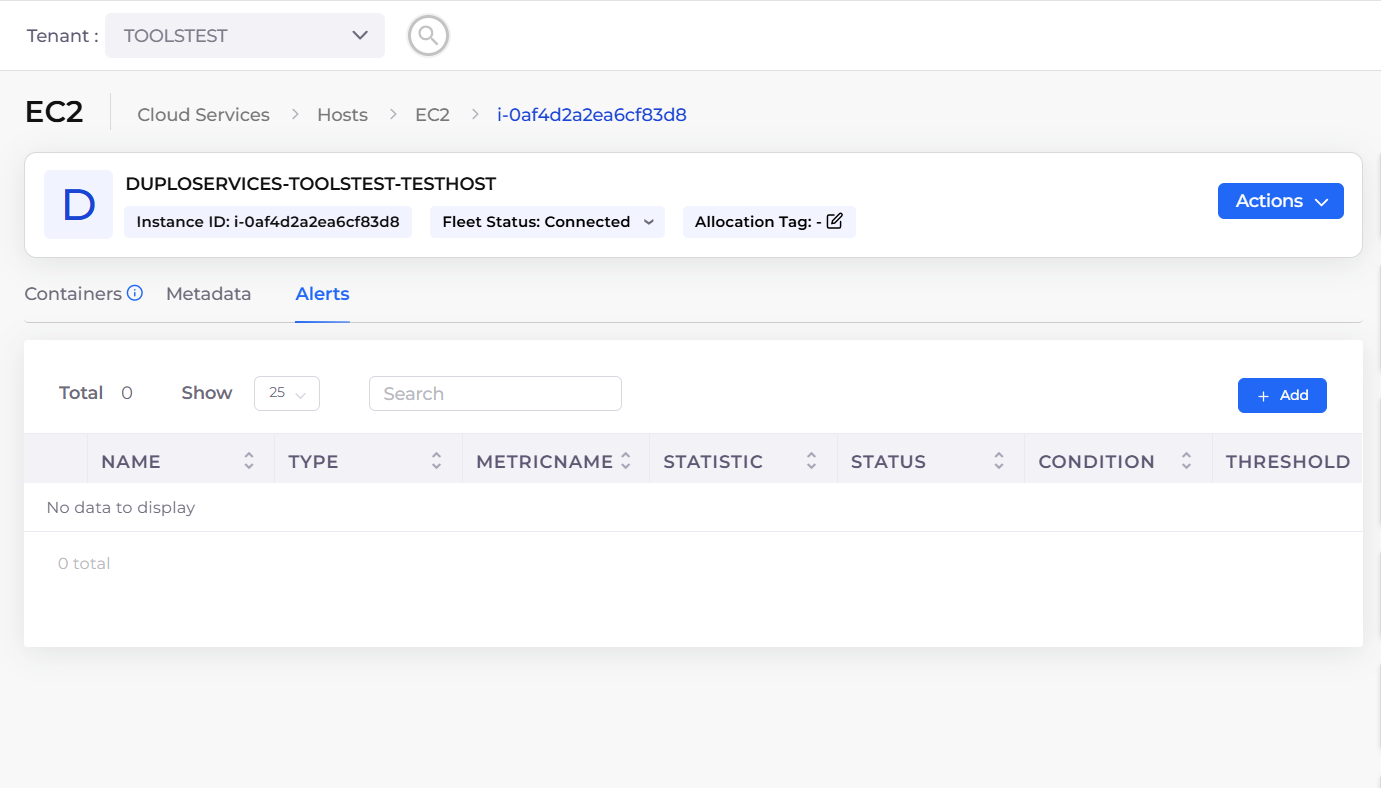 Tenant : TOOLSTEST
EC2 Cloud Services > Hosts > EC2 > i-0af4d2a2ea6cf83d8
D
DUPLOSERVICES-TOOLSTEST-TESTHOST
Instance ID: i-0af4d2a2ea6cf83d8 Fleet Status: Connected Allocation Tag: -
Actions
Containers Metadata Alerts
Total 0 Show 25 Search + Add
NAME TYPE METRICNAME STATISTIC STATUS CONDITION THRESHOLD
No data to display
0 total